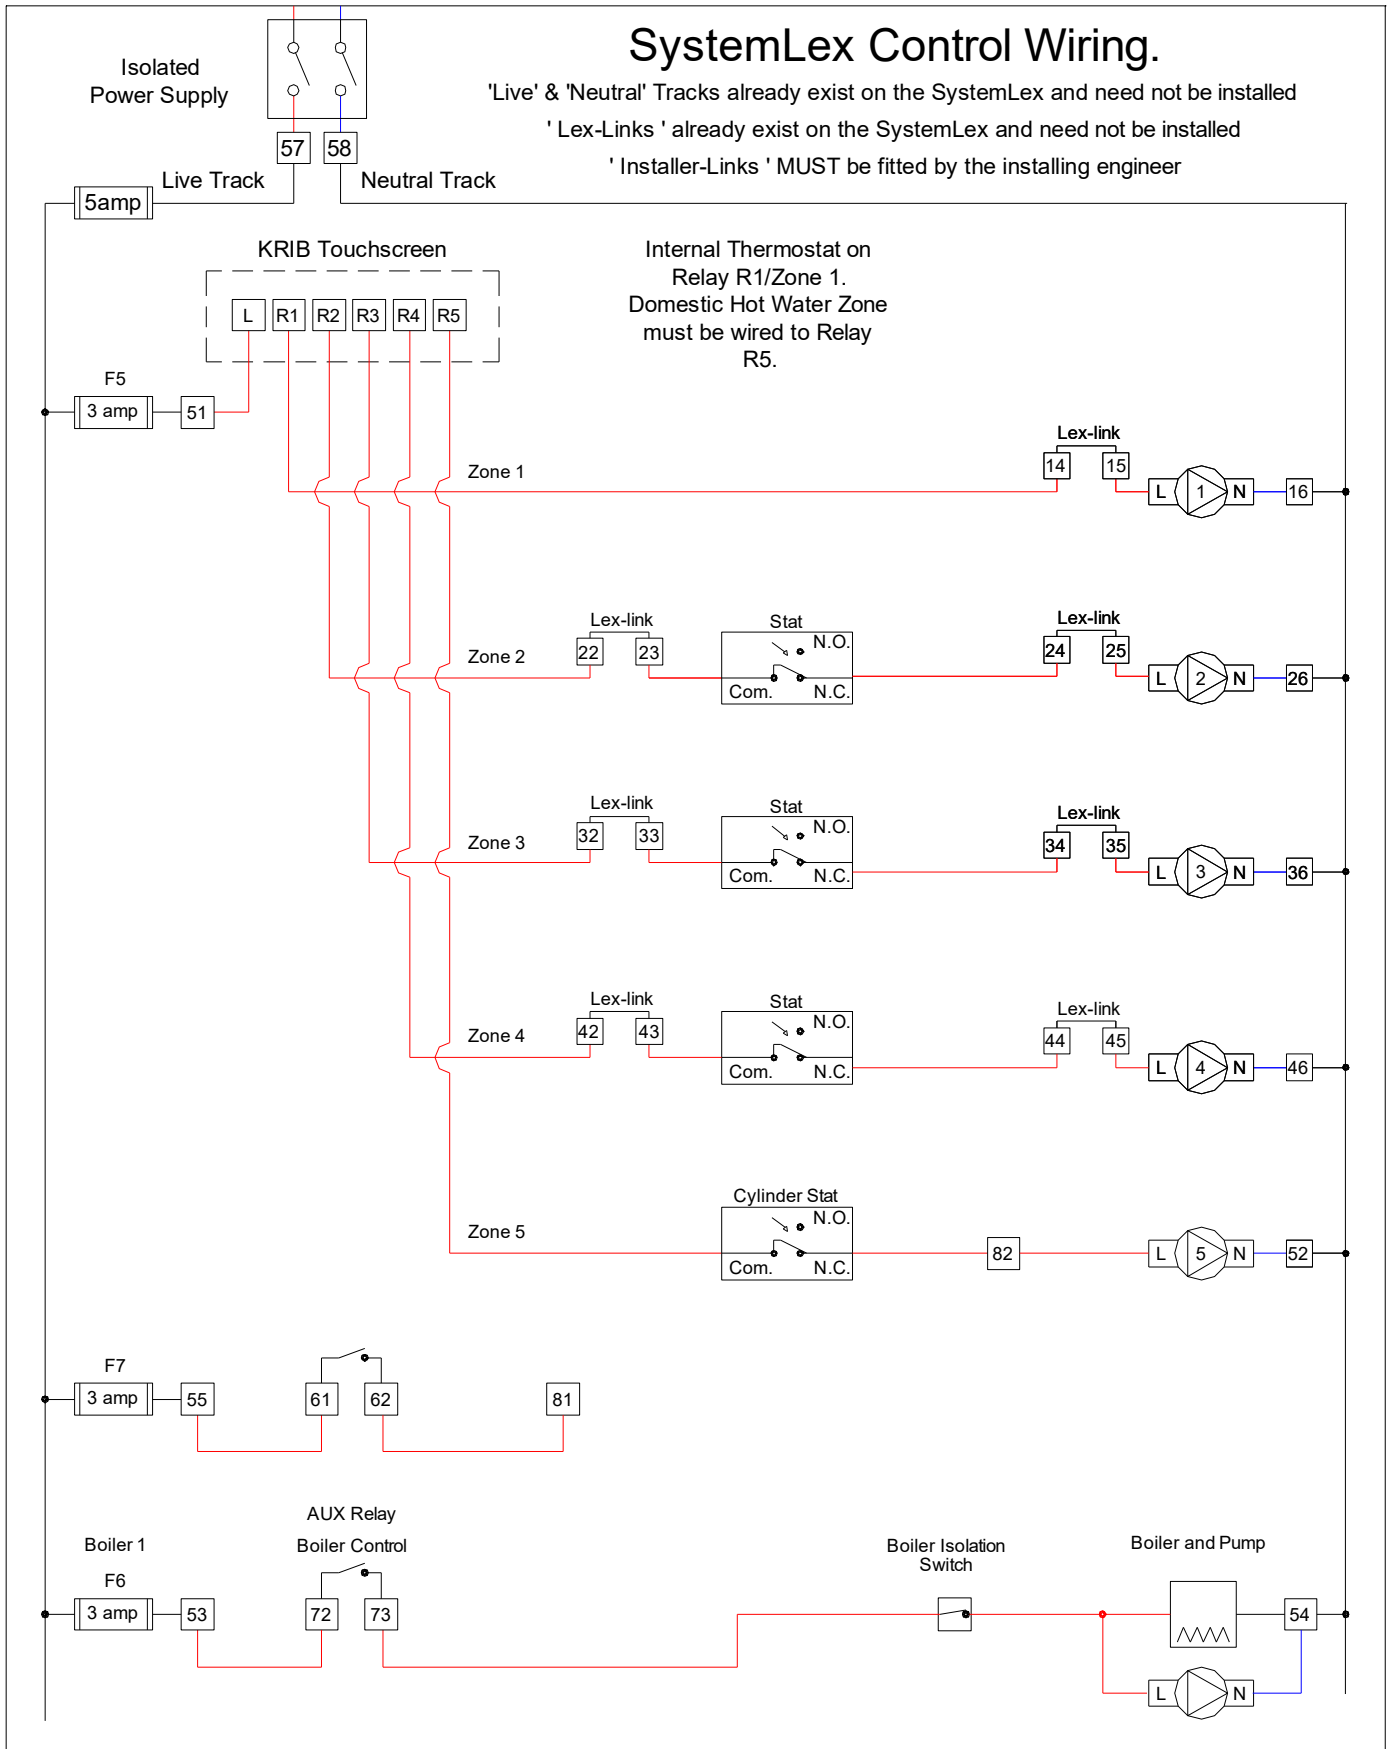 SystemLex Control Wiring.
'Live' & 'Neutral' Tracks already exist on the SystemLex and need not be installed
' Lex-Links ' already exist on the SystemLex and need not be installed
' Installer-Links ' MUST be fitted by the installing engineer
Isolated
Power Supply
57 58
Live Track
Neutral Track
5amp
KRIB Touchscreen
L R1 R2 R3 R4 R5
Internal Thermostat on
Relay R1/Zone 1.
Domestic Hot Water Zone
must be wired to Relay
R5.
F5
3 amp 51
Zone 1
Lex-link
14 15
L 1 N 16
Zone 2
Lex-link
22 23
Stat
N.O.
Com. N.C.
Lex-link
24 25
L 2 N 26
Zone 3
Lex-link
32 33
Stat
N.O.
Com. N.C.
Lex-link
34 35
L 3 N 36
Zone 4
Lex-link
42 43
Stat
N.O.
Com. N.C.
Lex-link
44 45
L 4 N 46
Zone 5
Cylinder Stat
N.O.
Com. N.C.
82
L 5 N 52
F7
3 amp 55 61 62 81
AUX Relay
Boiler 1
Boiler Control
F6
3 amp 53 72 73
Boiler Isolation
Switch
Boiler and Pump
54
L N